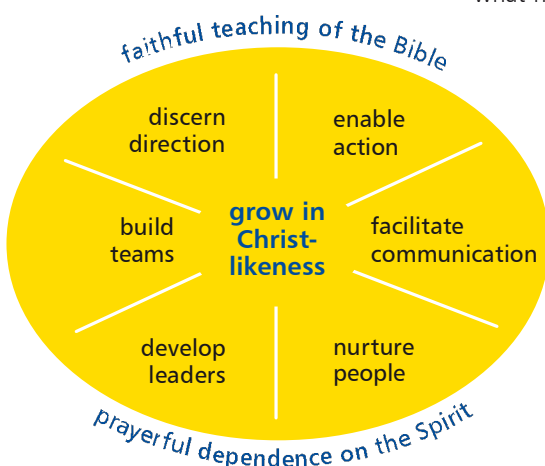 faithful teaching of the Bible
discern
direction
enable
action
build
teams
grow in
Christ-
likeness
facilitate
communication
develop
leaders
nurture
people
prayerful dependence on the Spirit